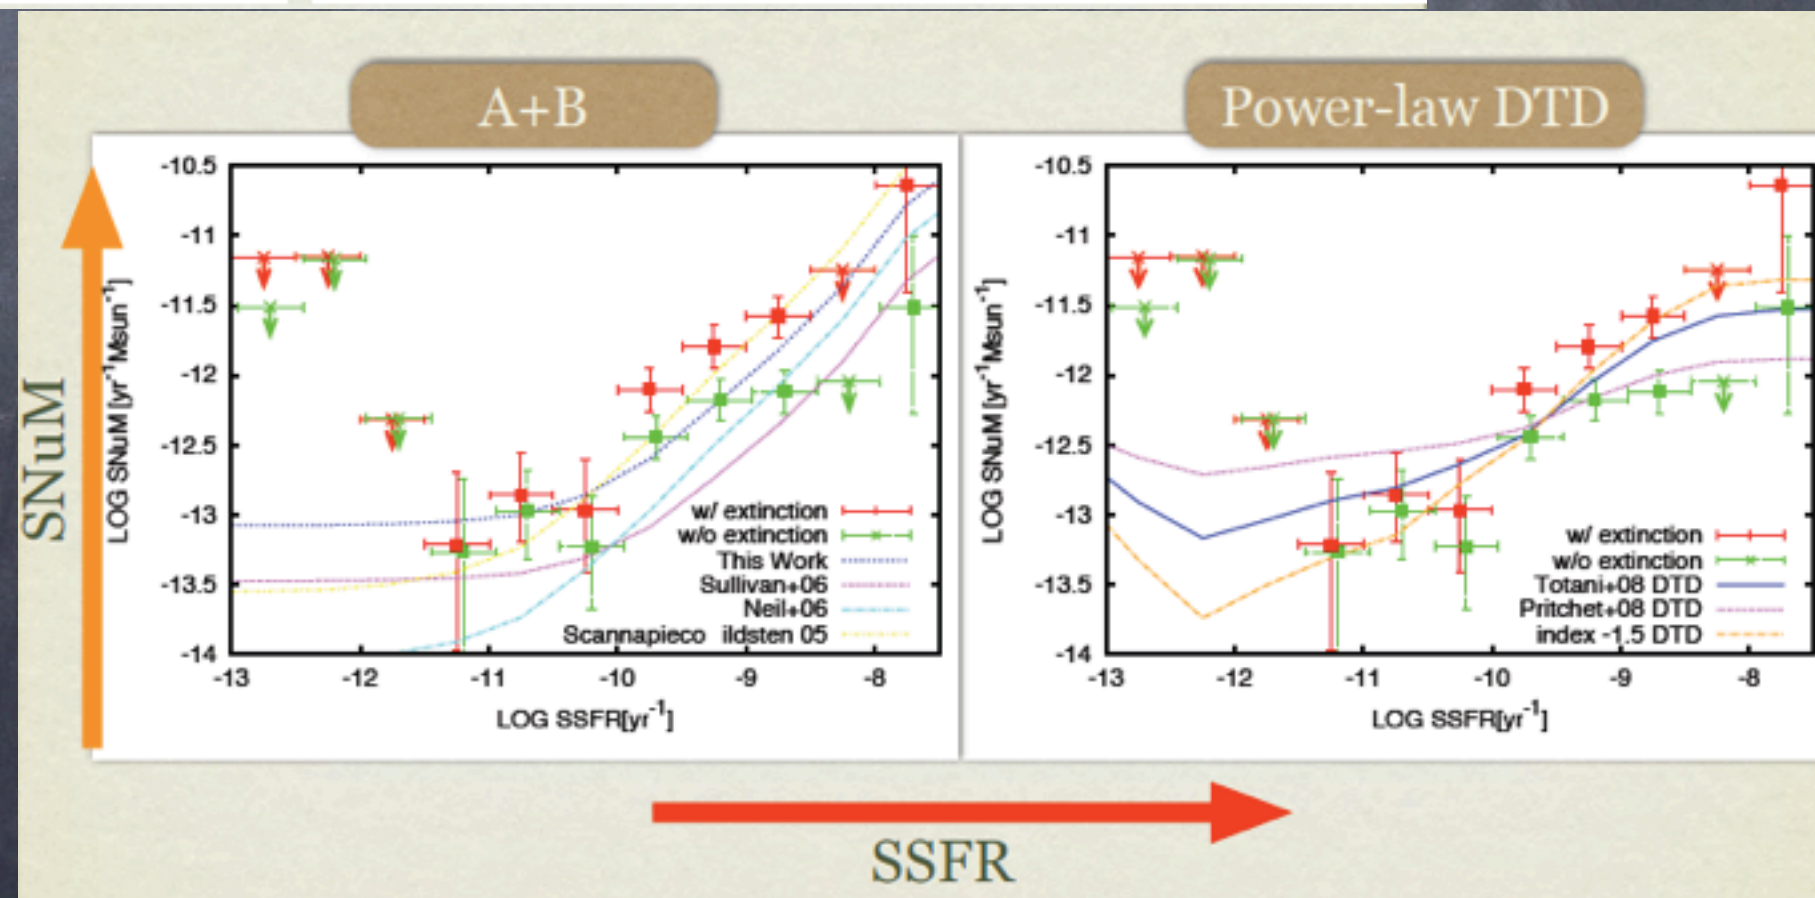 A+B
Power-law DTD
SNuM
LOG SNuM [yr-1Msun-1]
-10.5
-11
-11.5
-12
-12.5
-13
-13.5
-14
w/ extinction
w/o extinction
This Work
Sullivan+06
Neil+06
Scannapieco ildsten 05
-13 -12 -11 -10 -9 -8
LOG SSFR[yr-1]
LOG SNuM [yr-1Msun-1]
-10.5
-11
-11.5
-12
-12.5
-13
-13.5
-14
w/ extinction
w/o extinction
Totani+08 DTD
Pritchet+08 DTD
index -1.5 DTD
-13 -12 -11 -10 -9 -8
LOG SSFR[yr-1]
SSFR